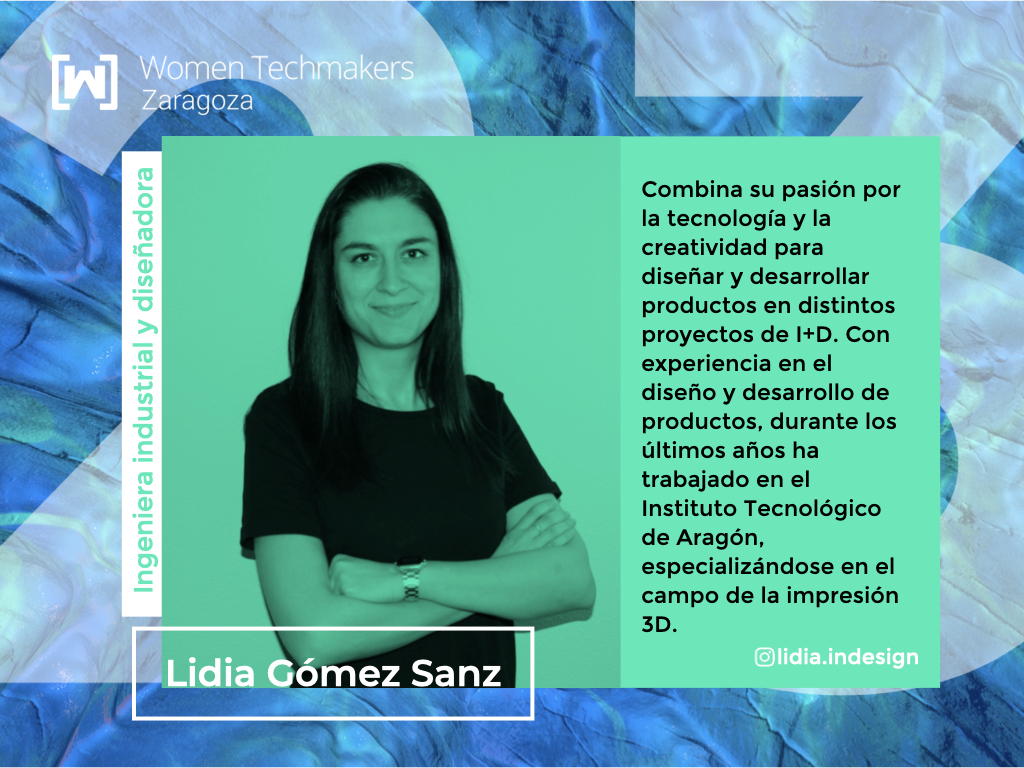 [W] Women Techmakers
Zaragoza
Ingeniera industrial y diseñadora
Combina su pasión por
la tecnología y la
creatividad para
diseñar y desarrollar
productos en distintos
proyectos de I+D. Con
experiencia en el
diseño y desarrollo de
productos, durante los
últimos años ha
trabajado en el
Instituto Tecnológico
de Aragón,
especializándose en el
campo de la impresión
3D.
lidia.indesign
Lidia Gómez Sanz